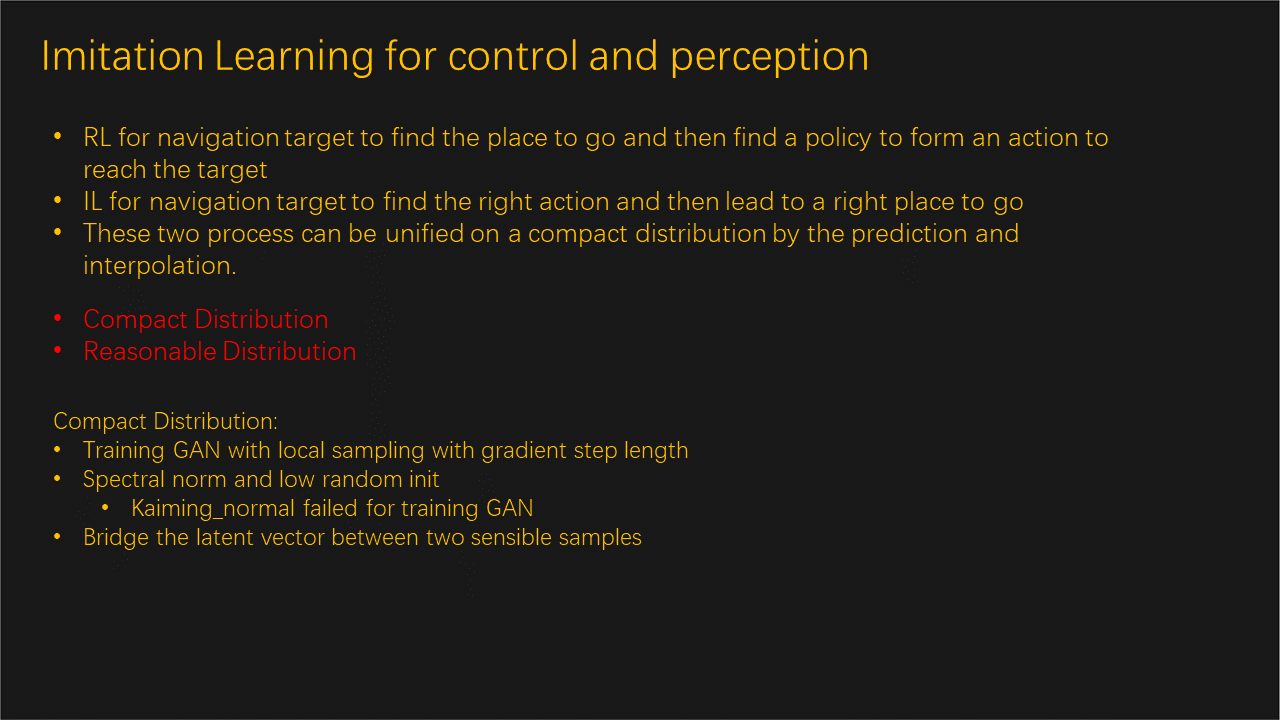 Imitation Learning for control and perception
• RL for navigation target to find the place to go and then find a policy to form an action to
reach the target
• IL for navigation target to find the right action and then lead to a right place to go
• These two process can be unified on a compact distribution by the prediction and
interpolation.
• Compact Distribution
• Reasonable Distribution
Compact Distribution:
• Training GAN with local sampling with gradient step length
• Spectral norm and low random init
• Kaiming_normal failed for training GAN
• Bridge the latent vector between two sensible samples